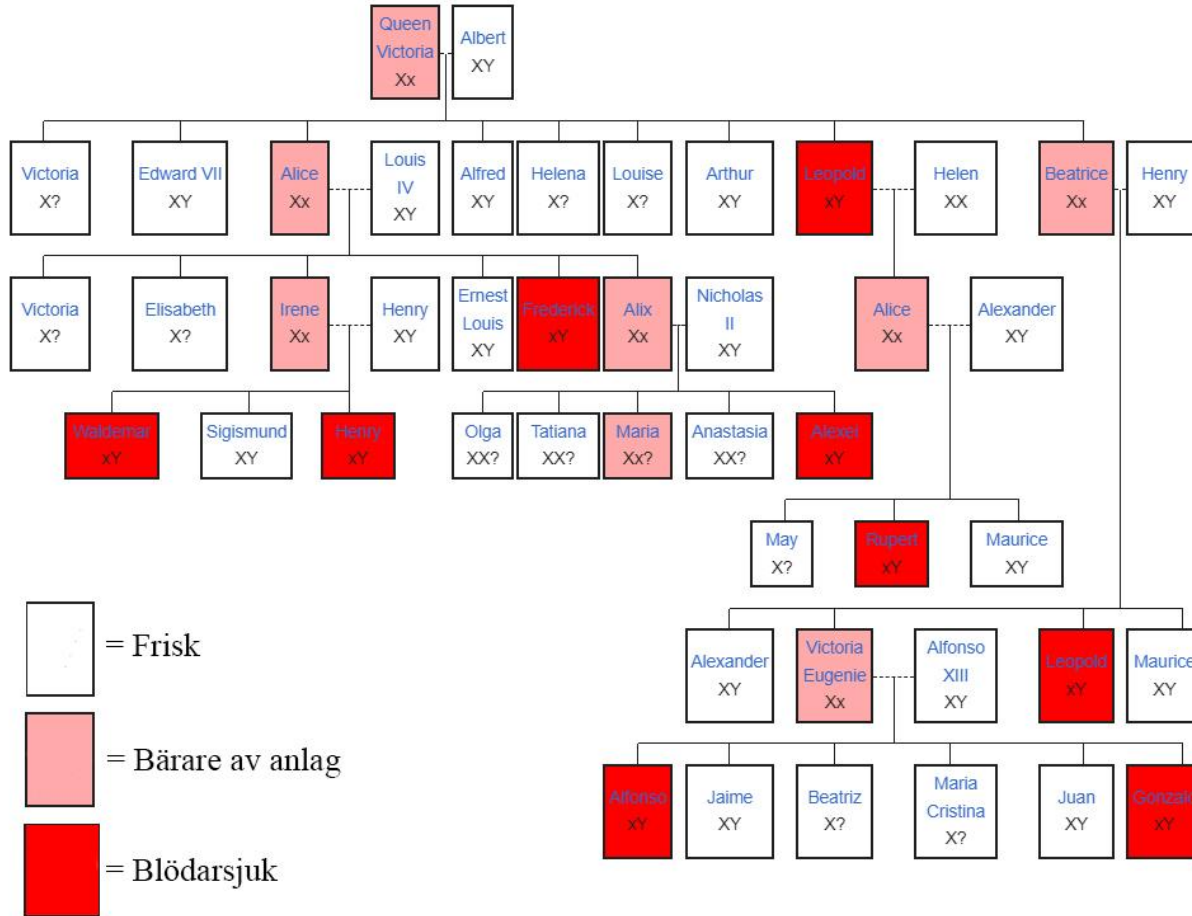 Queen
Victoria
Xx
Albert
XY
Victoria
X?
Edward VII
XY
Alice
Xx
Louis
IV
XY
Alfred
XY
Helena
X?
Louise
X?
Arthur
XY
Leopold
xY
Helen
XX
Beatrice
Xx
Henry
XY
Victoria
X?
Elisabeth
X?
Irene
Xx
Henry
XY
Ernest
Louis
XY
Frederick
xY
Alix
Xx
Nicholas
II
XY
Alice
Xx
Alexander
XY
Waldemar
xY
Sigismund
XY
Henry
xY
Olga
XX?
Tatiana
XX?
Maria
Xx?
Anastasia
XX?
Alexei
xY
May
X?
Rupert
xY
Maurice
XY
Alexander
XY
Victoria
Eugenie
Xx
Alfonso
XIII
XY
Leopold
xY
Maurice
XY
Alfonso
xY
Jaime
XY
Beatriz
X?
Maria
Cristina
X?
Juan
XY
Gonzalo
xY
= Frisk
= Bärare av anlag
= Blödarsjuk